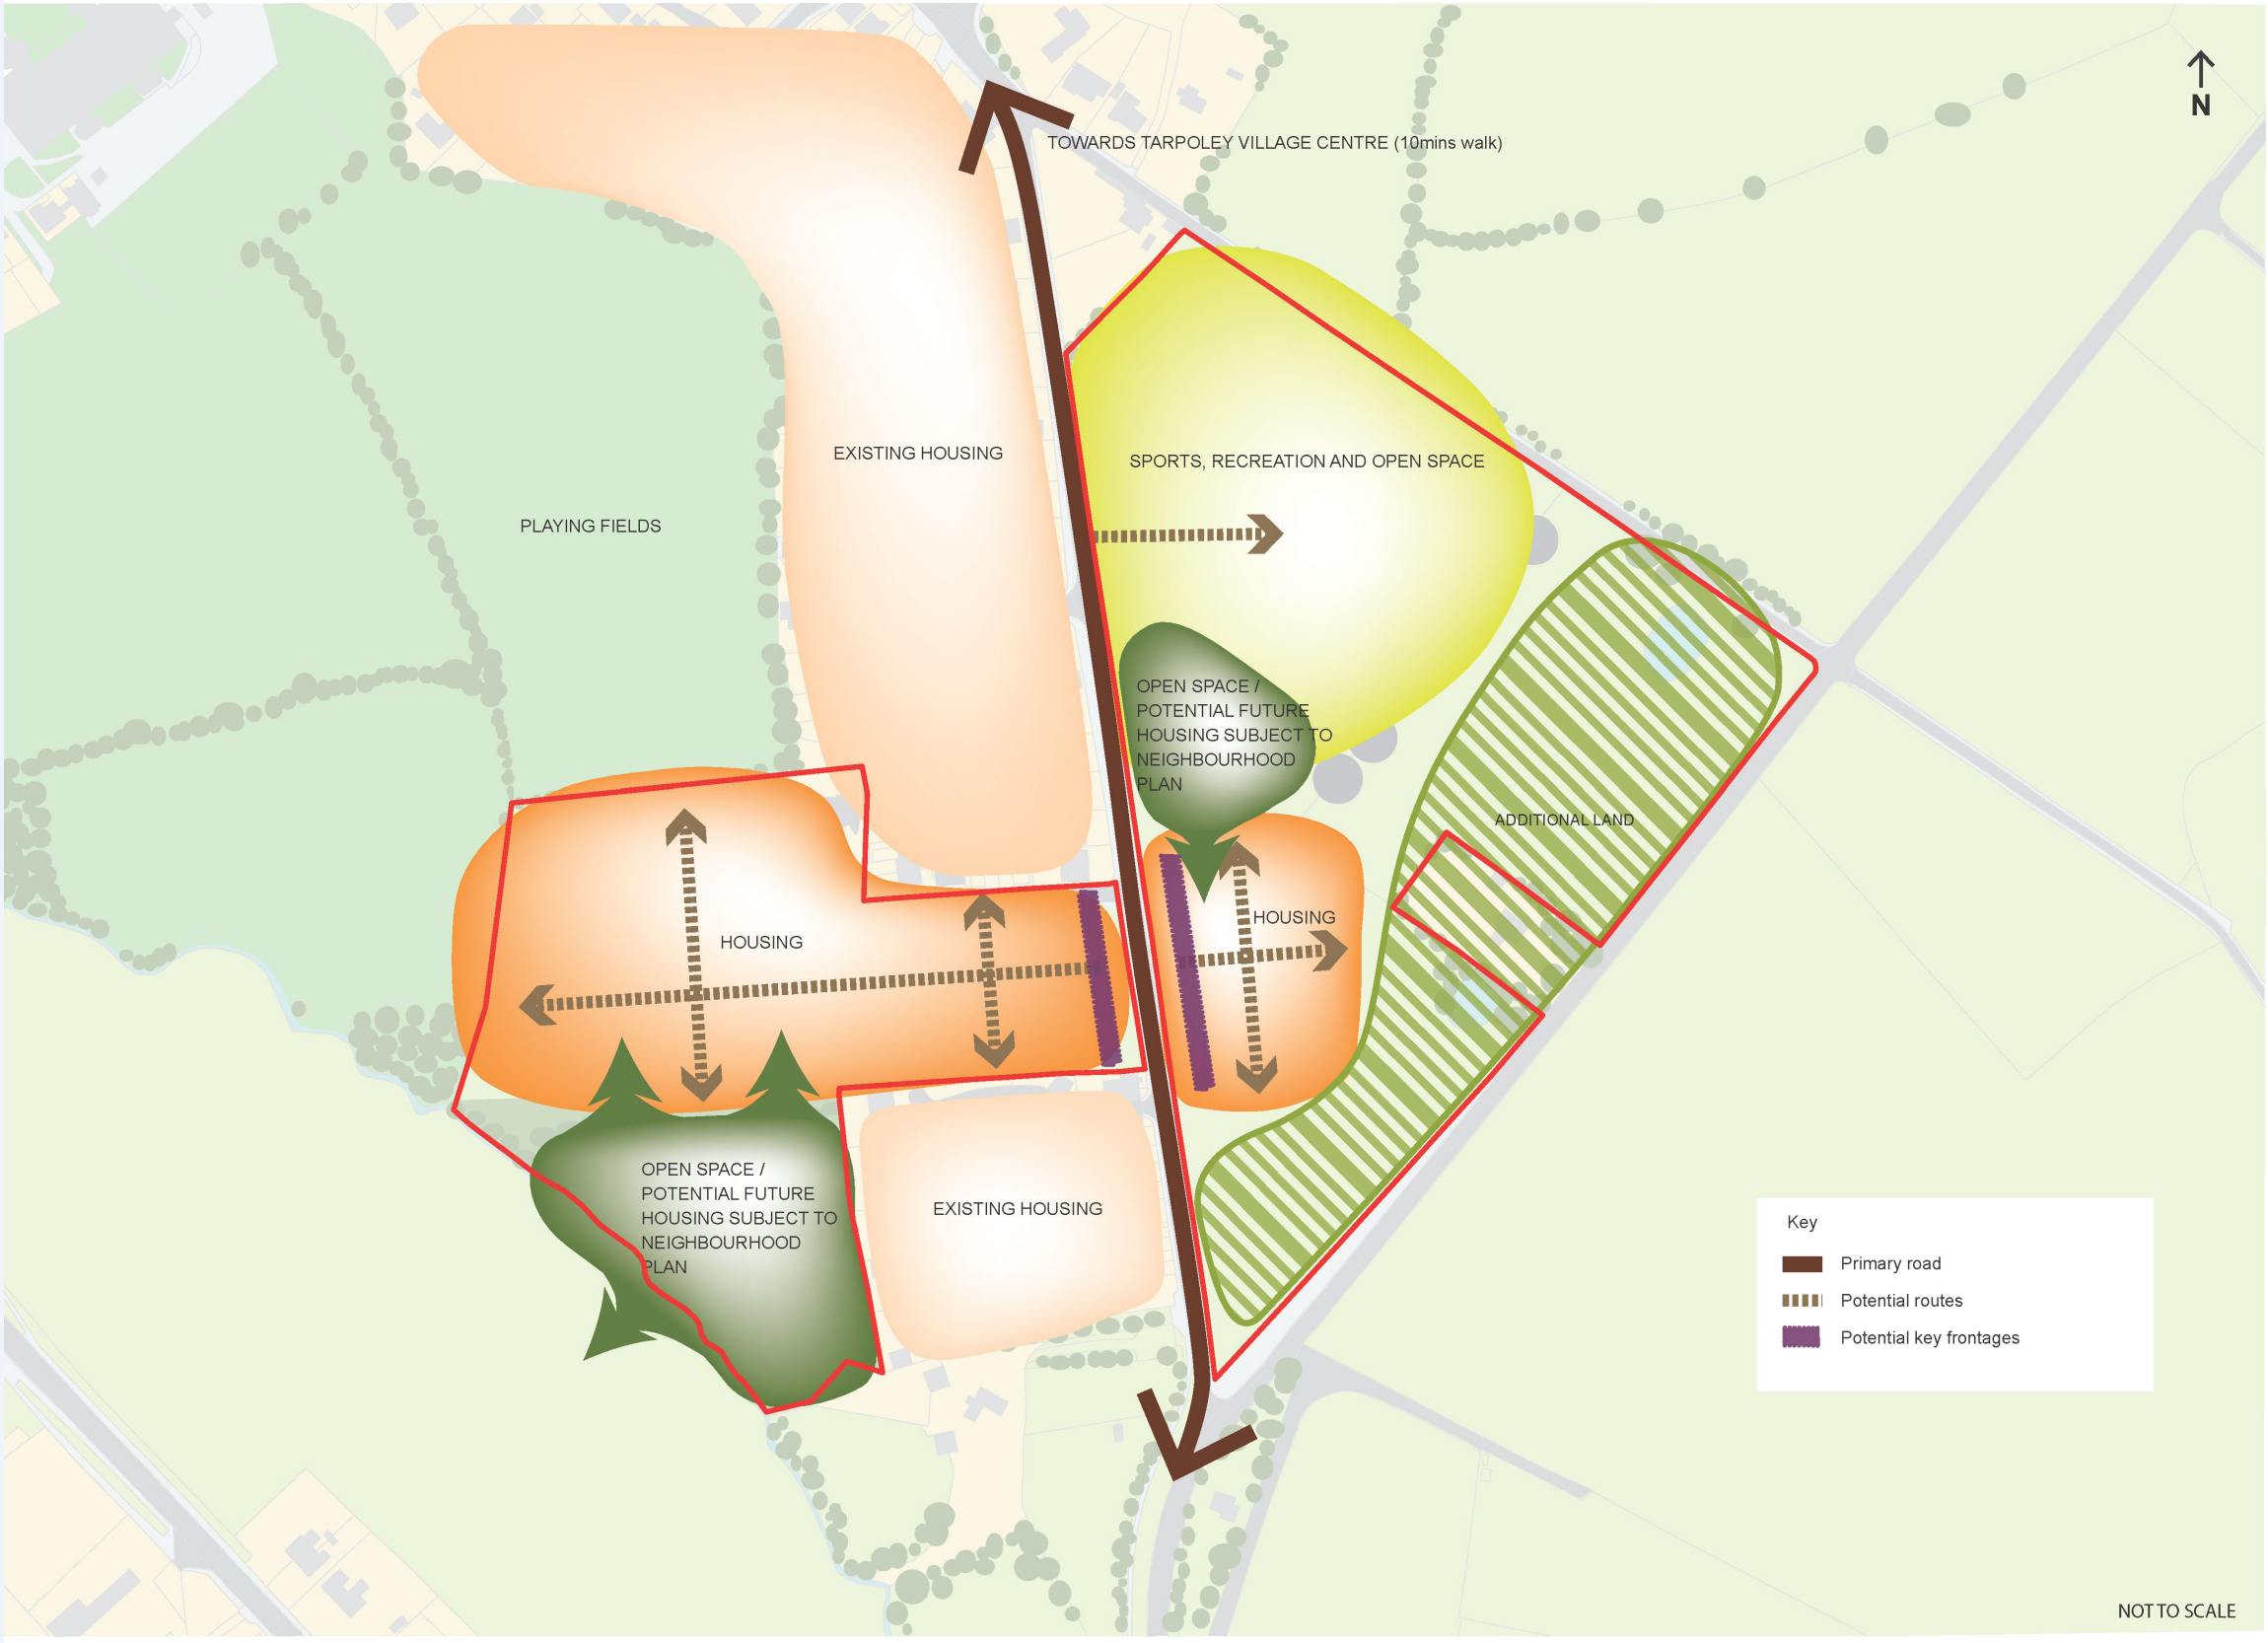 N
TOWARDS TARPOLEY VILLAGE CENTRE (10mins walk)
EXISTING HOUSING
SPORTS, RECREATION AND OPEN SPACE
PLAYING FIELDS
OPEN SPACE /
POTENTIAL FUTURE
HOUSING SUBJECT TO
NEIGHBOURHOOD
PLAN
ADDITIONAL LAND
HOUSING
HOUSING
OPEN SPACE /
POTENTIAL FUTURE
HOUSING SUBJECT TO
NEIGHBOURHOOD
PLAN
EXISTING HOUSING
Key
Primary road
Potential routes
Potential key frontages
NOT TO SCALE